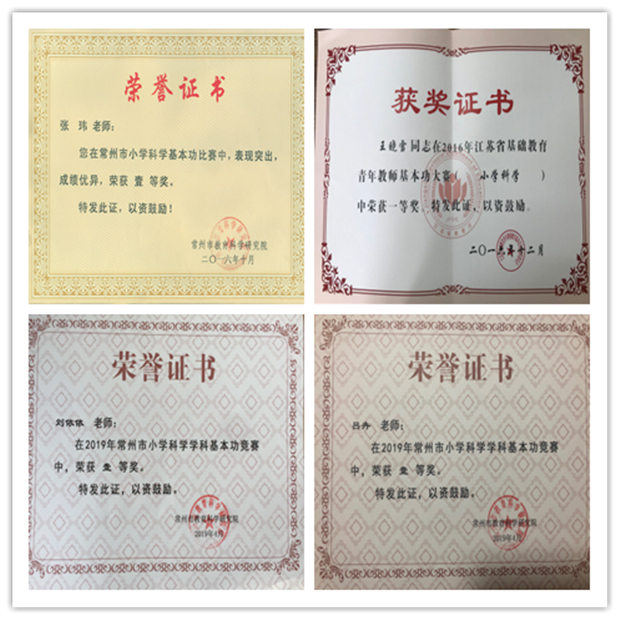 荣誉证书
张 玮 老师：
您在常州市小学科学基本功比赛中，表现突出，
成绩优异，荣获 壹 等奖。
特发此证，以资鼓励！
常州市教育科学研究院
二〇一六年十月
获奖证书
王晓雪 同志在2016年江苏省基础教育
青年教师基本功大赛（ 小学科学 ）
中荣获一等奖。特发此证，以资鼓励。
二〇一六年十二月
荣誉证书
刘依依 老师：
在2019年常州市小学科学学科基本功竞赛
中，荣获 壹 等奖。
特发此证，以资鼓励。
常州市教育科学研究院
2019年4月
荣誉证书
吕丹 老师：
在2019年常州市小学科学学科基本功竞赛
中，荣获 壹 等奖。
特发此证，以资鼓励。
常州市教育科学研究院
2019年4月